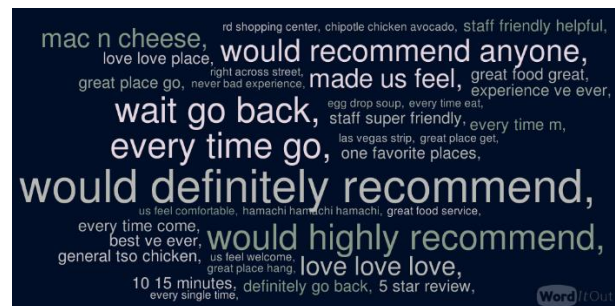 rd shopping center, chipotle chicken avocado, staff friendly helpful,
mac n cheese,
love love place, would recommend anyone,
right across street,
great place go, never bad experience, made us feel, great food great, experience ve ever,
wait go back, egg drop soup, every time eat,
staff super friendly, every time m,
every time go, las vegas strip, great place get,
one favorite places,
would definitely recommend,
us feel comfortable, hamachi hamachi hamachi, great food service,
every time come,
best ve ever, would highly recommend,
general tso chicken, us feel welcome,
great place hang, love love love,
10 15 minutes, definitely go back, 5 star review,
every single time,
WordItOut